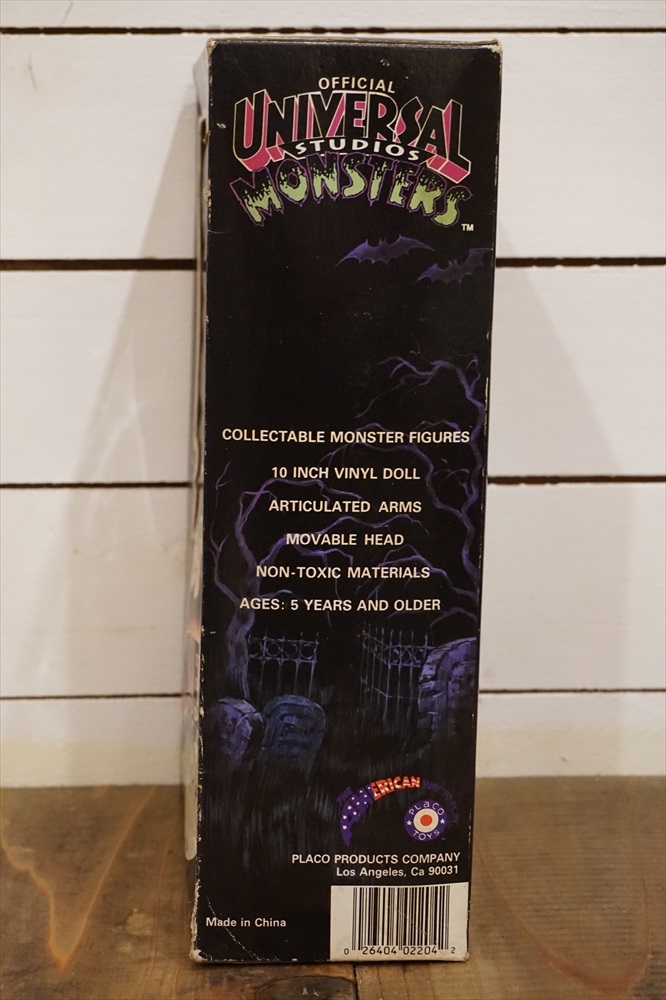 OFFICIAL
UNIVERSAL
STUDIOS
MONSTERS
TM
COLLECTABLE MONSTER FIGURES
10 INCH VINYL DOLL
ARTICULATED ARMS
MOVABLE HEAD
NON-TOXIC MATERIALS
AGES: 5 YEARS AND OLDER
PLACO
TOYS
PLACO PRODUCTS COMPANY
Los Angeles, Ca 90031
Made in China
0 26404 02204 2